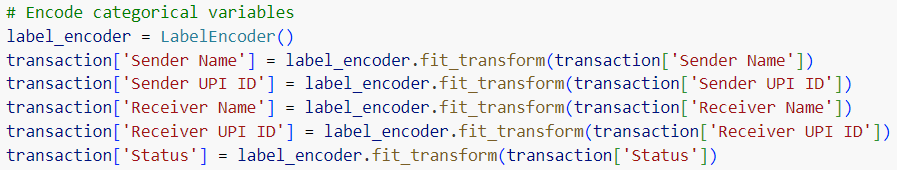 # Encode categorical variables
label_encoder = LabelEncoder()
transaction['Sender Name'] = label_encoder.fit_transform(transaction['Sender Name'])
transaction['Sender UPI ID'] = label_encoder.fit_transform(transaction['Sender UPI ID'])
transaction['Receiver Name'] = label_encoder.fit_transform(transaction['Receiver Name'])
transaction['Receiver UPI ID'] = label_encoder.fit_transform(transaction['Receiver UPI ID'])
transaction['Status'] = label_encoder.fit_transform(transaction['Status'])